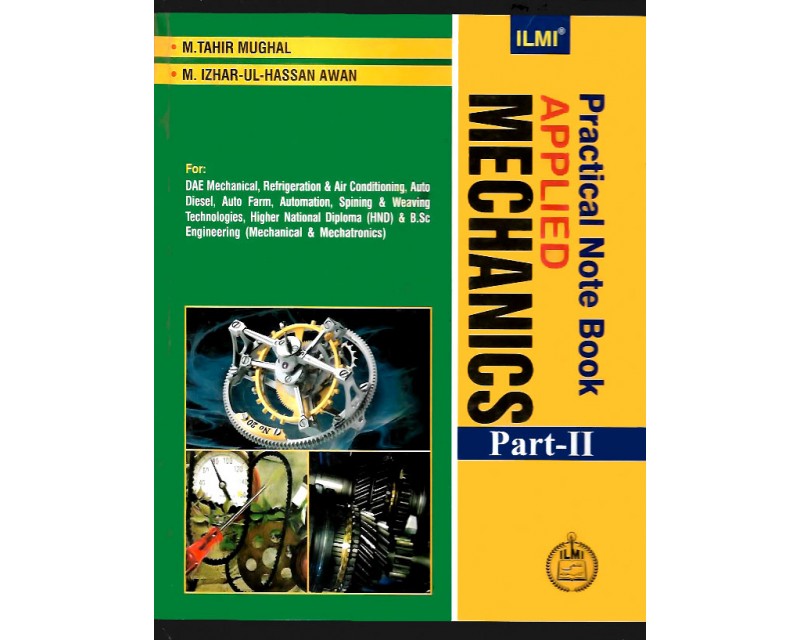 • M.TAHIR MUGHAL
• M. IZHAR-UL-HASSAN AWAN
For:
DAE Mechanical, Refrigeration & Air Conditioning, Auto
Diesel, Auto Farm, Automation, Spining & Weaving
Technologies, Higher National Diploma (HND) & B.Sc
Engineering (Mechanical & Mechatronics)
ILMI®
Practical Note Book
APPLIED
MECHANICS
Part-II
ILMI